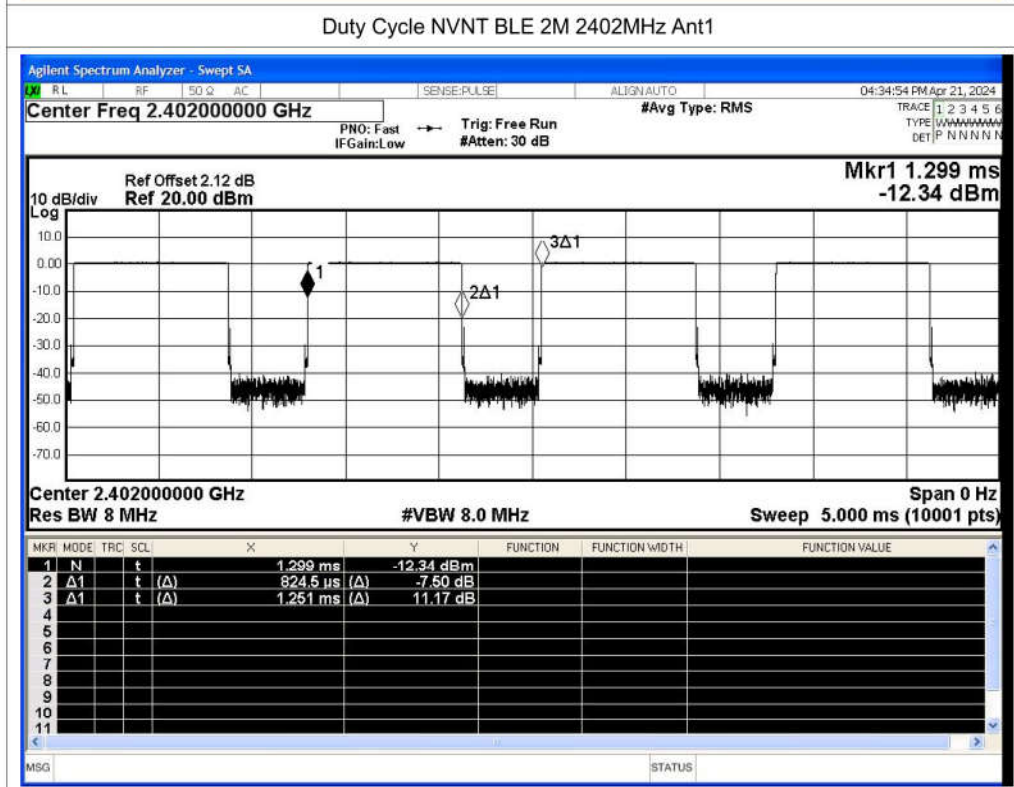 Duty Cycle NVNT BLE 2M 2402MHz Ant1
Agilent Spectrum Analyzer - Swept SA
LXI RL RF 50 Ω AC SENSE:PULSE ALIGN AUTO 04:34:54 PM Apr 21, 2024
Center Freq 2.402000000 GHz #Avg Type: RMS TRACE 1 2 3 4 5 6
PNO: Fast Trig: Free Run TYPE WWWWWW
IFGain:Low #Atten: 30 dB DET P N N N N N
Mkr1 1.299 ms
Ref Offset 2.12 dB
10 dB/div Ref 20.00 dBm -12.34 dBm
Log
10.0
3Δ1
0.00
1
-10.0
2Δ1
-20.0
-30.0
-40.0
-50.0
-60.0
-70.0
Center 2.402000000 GHz Span 0 Hz
Res BW 8 MHz #VBW 8.0 MHz Sweep 5.000 ms (10001 pts)
MKR MODE TRC SCL X Y FUNCTION FUNCTION WIDTH FUNCTION VALUE
1 N t 1.299 ms -12.34 dBm
2 Δ1 t (Δ) 824.5 µs (Δ) -7.50 dB
3 Δ1 t (Δ) 1.251 ms (Δ) 11.17 dB
4
5
6
7
8
9
10
11
MSG STATUS